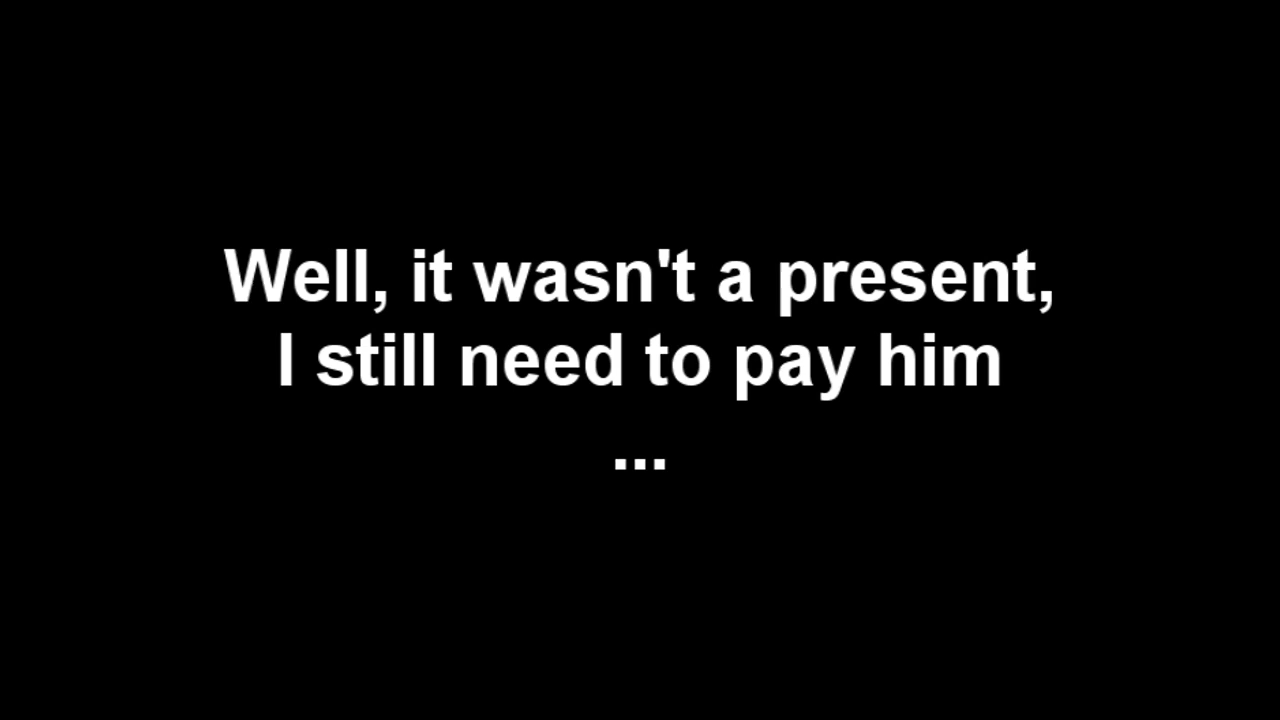 Well, it wasn't a present,
I still need to pay him
...